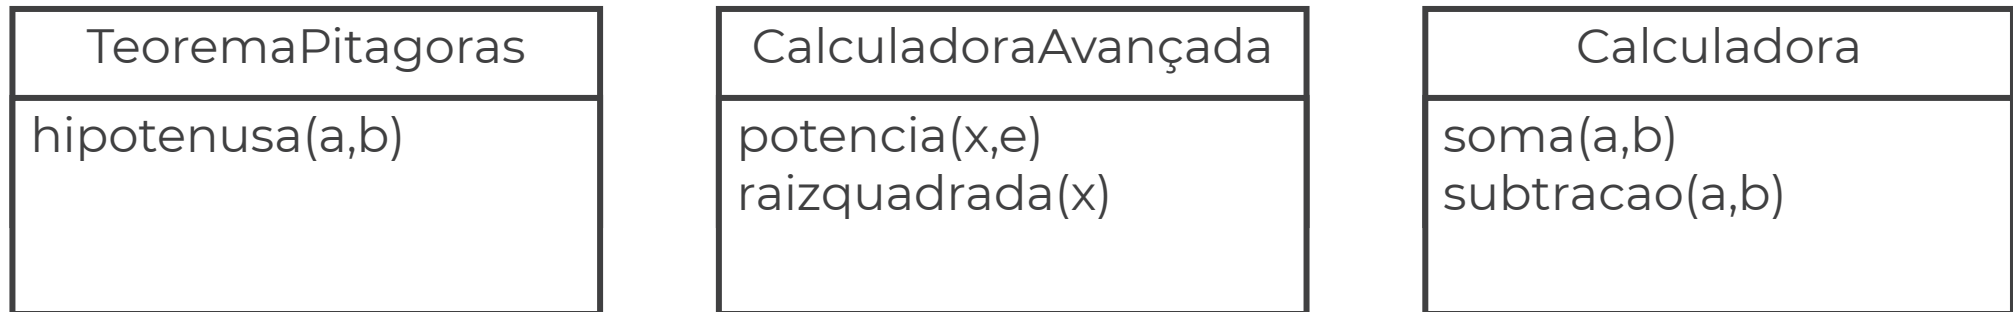 TeoremaPitagoras
hipotenusa(a,b)
CalculadoraAvançada
potencia(x,e)
raizquadrada(x)
Calculadora
soma(a,b)
subtracao(a,b)